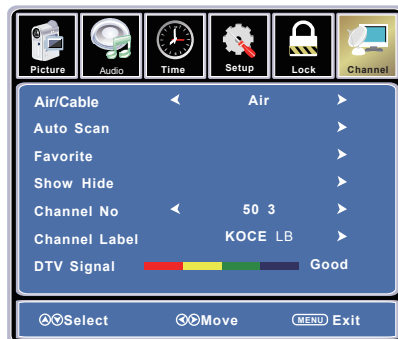 Picture Audio Time Setup Lock Channel
Air/Cable Air
Auto Scan
Favorite
Show Hide
Channel No 50 3
Channel Label KOCE LB
DTV Signal Good
Select Move MENU Exit